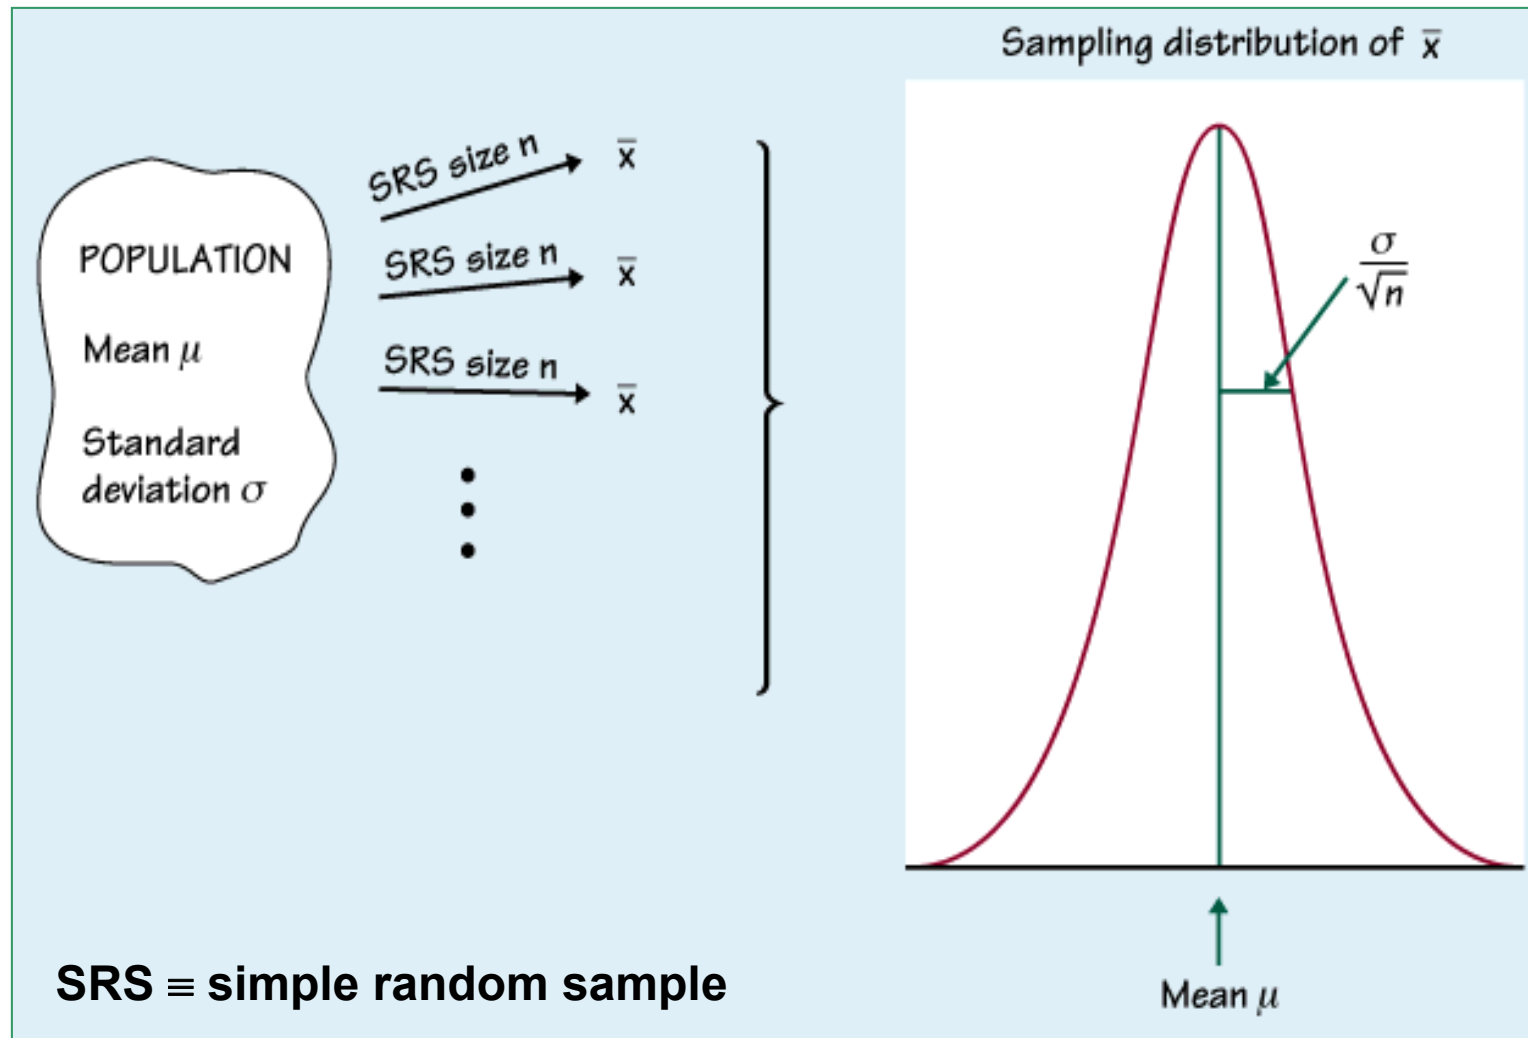 Sampling distribution of x̄
SRS size n
x̄
SRS size n
x̄
SRS size n
x̄
POPULATION
Mean μ
Standard
deviation σ
σ
√n
Mean μ
SRS ≡ simple random sample